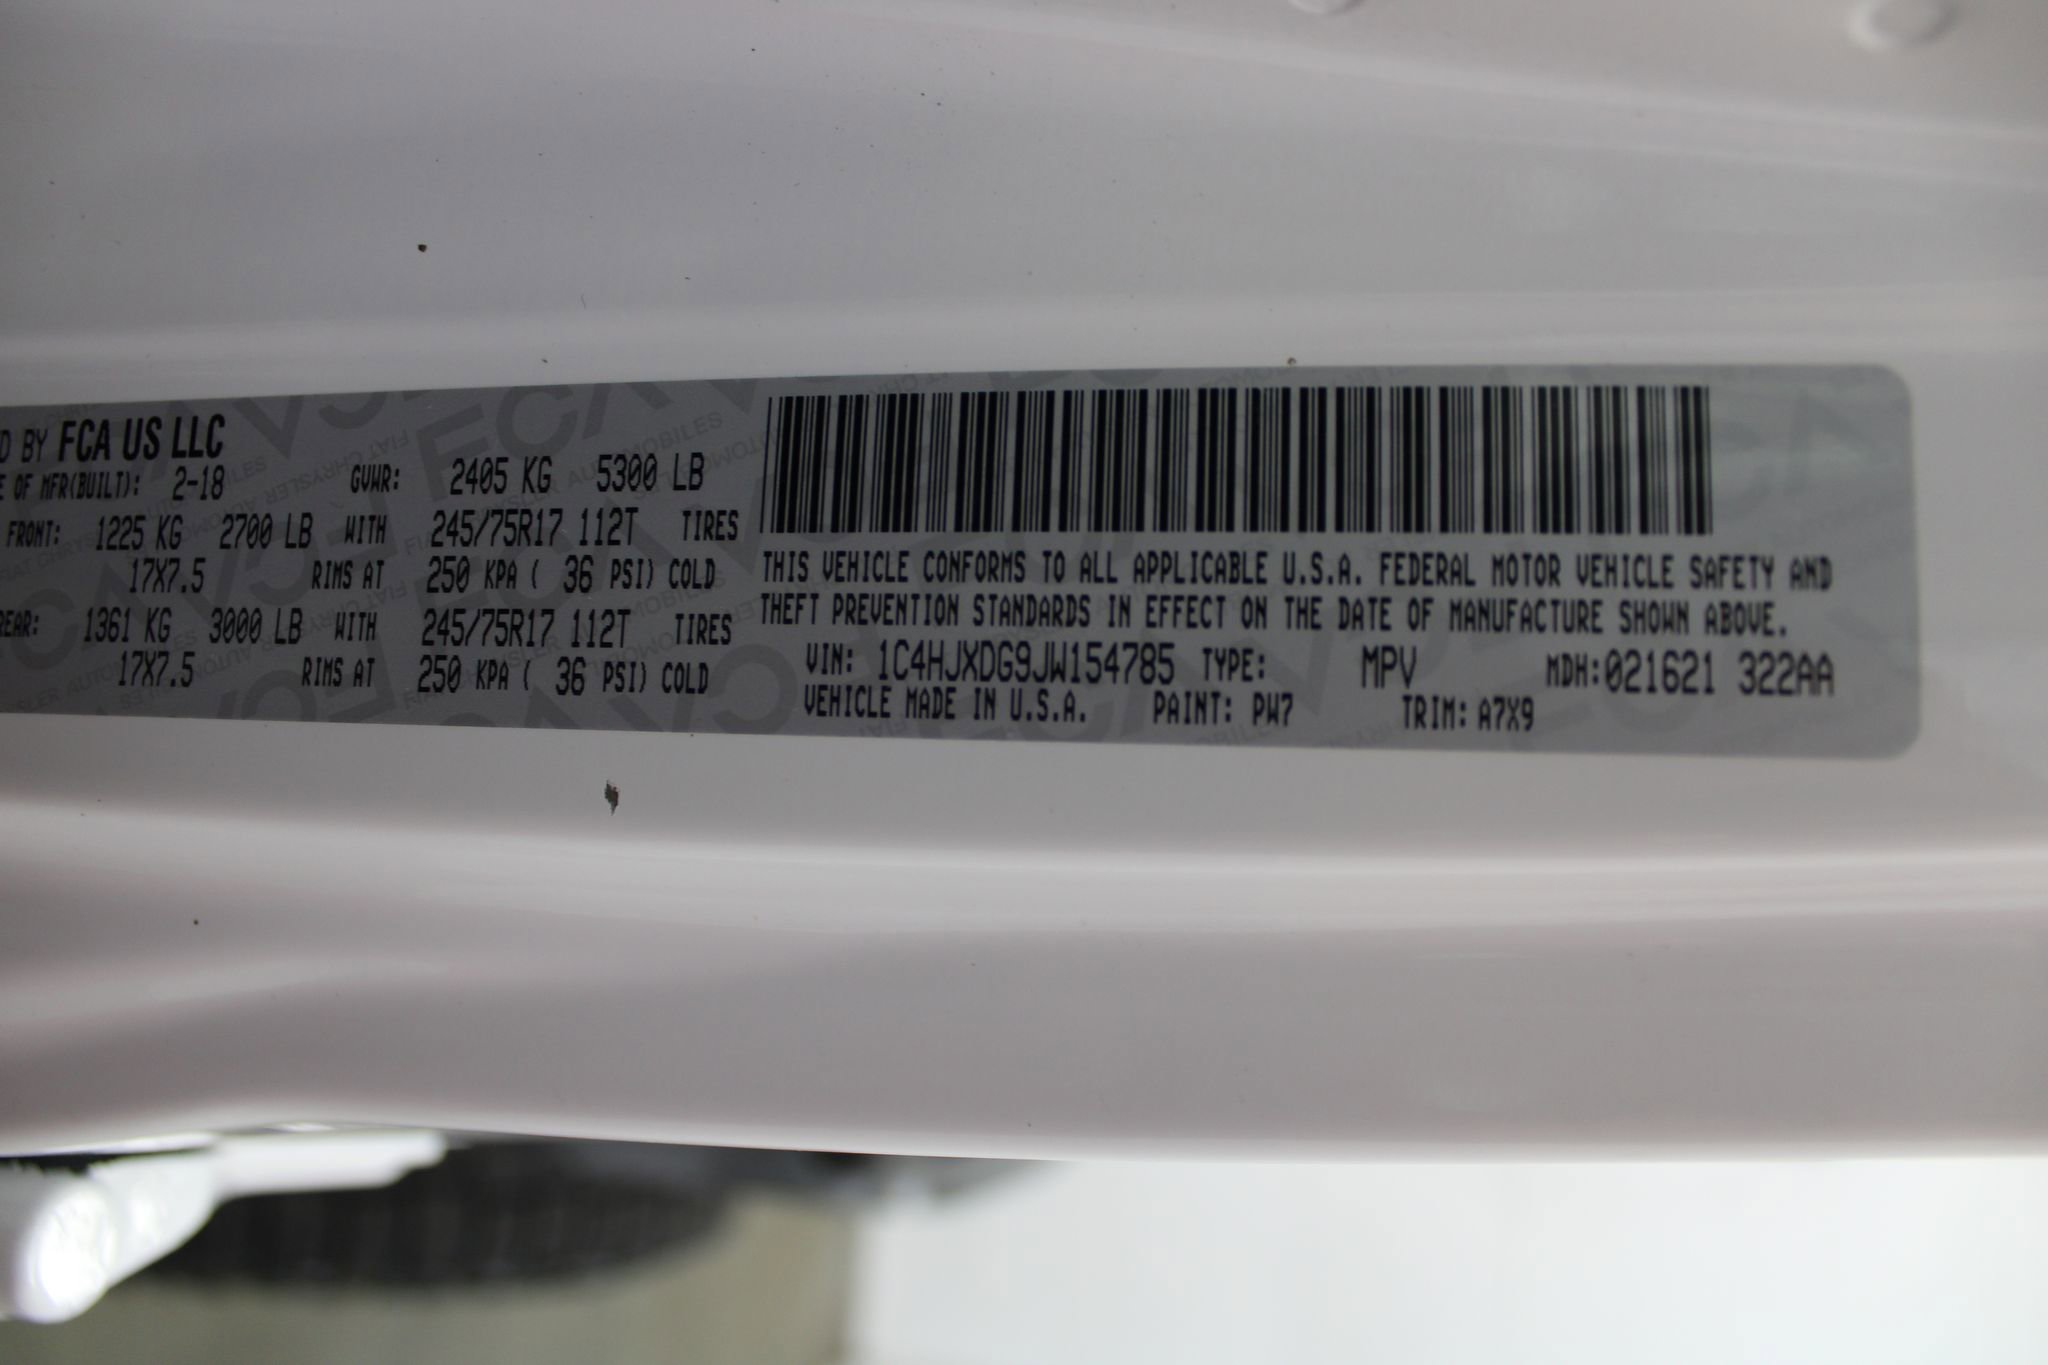 D BY FCA US LLC
E OF MFR(BUILT): 2-18 GVWR: 2405 KG 5300 LB
FRONT: 1225 KG 2700 LB WITH 245/75R17 112T TIRES
17X7.5 RIMS AT 250 KPA ( 36 PSI) COLD
REAR: 1361 KG 3000 LB WITH 245/75R17 112T TIRES
17X7.5 RIMS AT 250 KPA ( 36 PSI) COLD
THIS VEHICLE CONFORMS TO ALL APPLICABLE U.S.A. FEDERAL MOTOR VEHICLE SAFETY AND
THEFT PREVENTION STANDARDS IN EFFECT ON THE DATE OF MANUFACTURE SHOWN ABOVE.
VIN: 1C4HJXDG9JW154785 TYPE: MPV MDH:021621 322AA
VEHICLE MADE IN U.S.A. PAINT: PW7 TRIM: A7X9